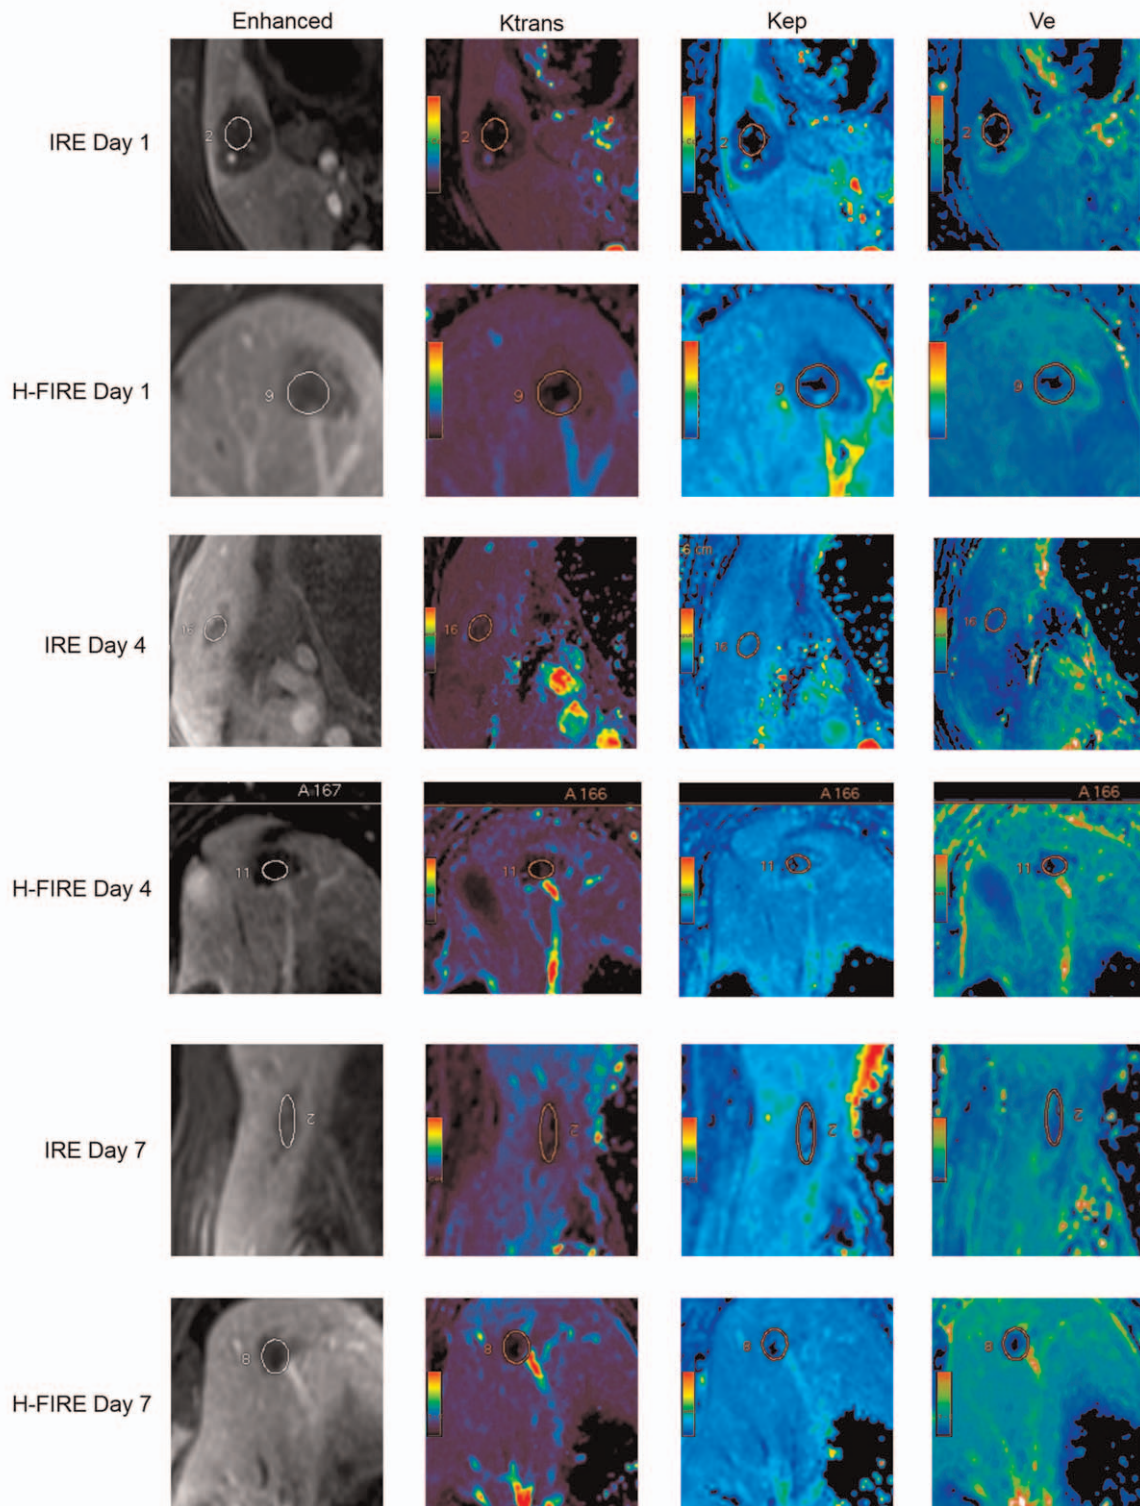 Enhanced Ktrans Kep Ve
IRE Day 1
2 2 2 2
H-FIRE Day 1
9 9 9 9
6 cm
IRE Day 4
16 16 16 16
A 167 A 166 A 166 A 166
H-FIRE Day 4
11 11 11 11
IRE Day 7
2 2 2 2
H-FIRE Day 7
8 8 8 8